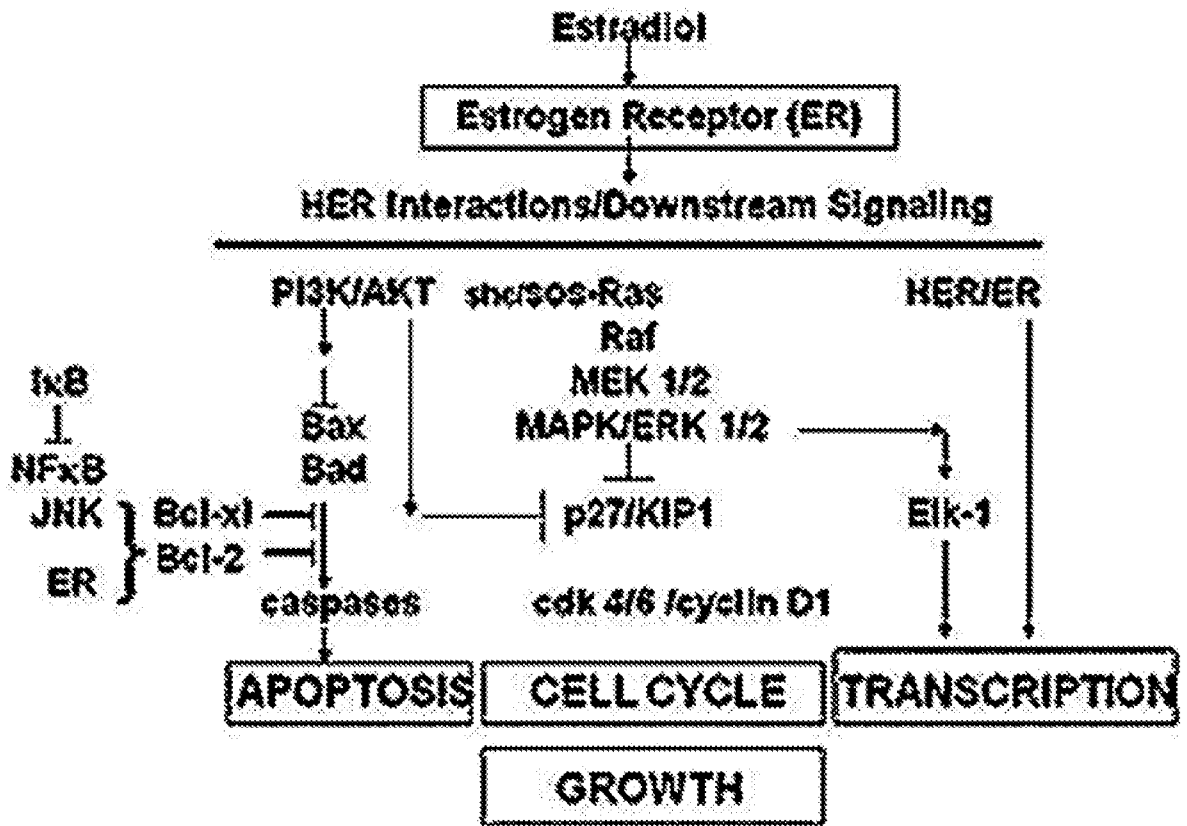 Estradiol
Estrogen Receptor (ER)
HER Interactions/Downstream Signaling
PI3K/AKT shc/sos-Ras HER/ER
Raf
IκB MEK 1/2
Bax MAPK/ERK 1/2
NFκB Bad
JNK Bcl-xl p27/KIP1 Elk-1
Bcl-2
ER
caspases cdk 4/6 /cyclin D1
APOPTOSIS CELL CYCLE TRANSCRIPTION
GROWTH